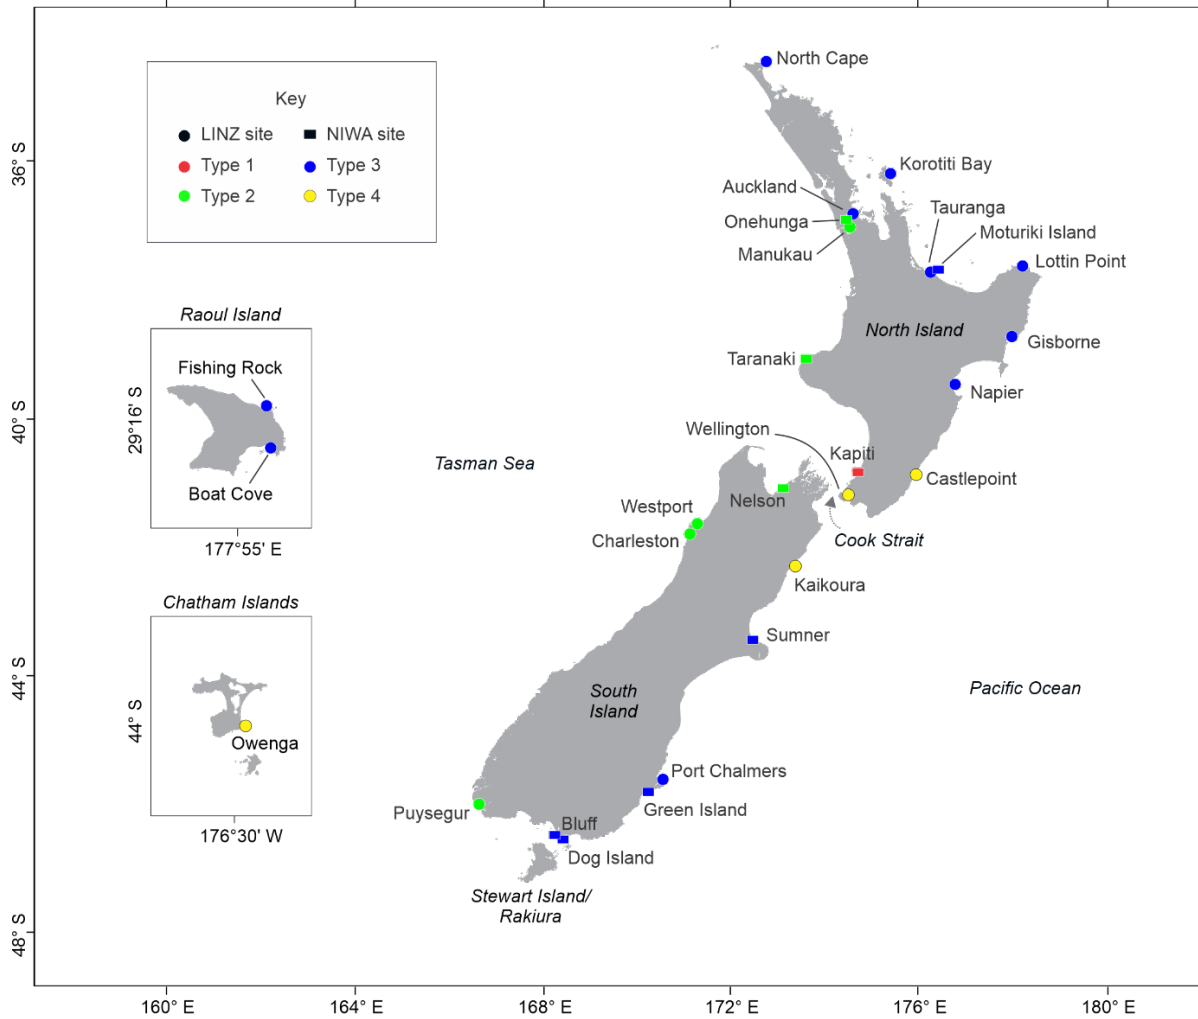 North Cape
Key
LINZ site
NIWA site
Type 1
Type 3
Type 2
Type 4
36° S
Korotiti Bay
Auckland
Tauranga
Onehunga
Moturiki Island
Manukau
Lottin Point
Raoul Island
North Island
Gisborne
Fishing Rock
Taranaki
29°16' S
40° S
Napier
Wellington
Kapiti
Tasman Sea
Castlepoint
Boat Cove
Nelson
Westport
177°55' E
Charleston
Cook Strait
Kaikoura
Chatham Islands
Sumner
44° S
44° S
South
Island
Pacific Ocean
Owenga
Port Chalmers
Green Island
Puysegur
Bluff
176°30' W
Dog Island
Stewart Island/
Rakiura
48° S
160° E
164° E
168° E
172° E
176° E
180° E